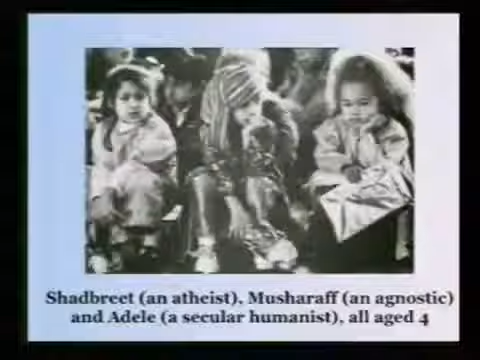 Shadbreet (an atheist), Musharaff (an agnostic)
and Adele (a secular humanist), all aged 4